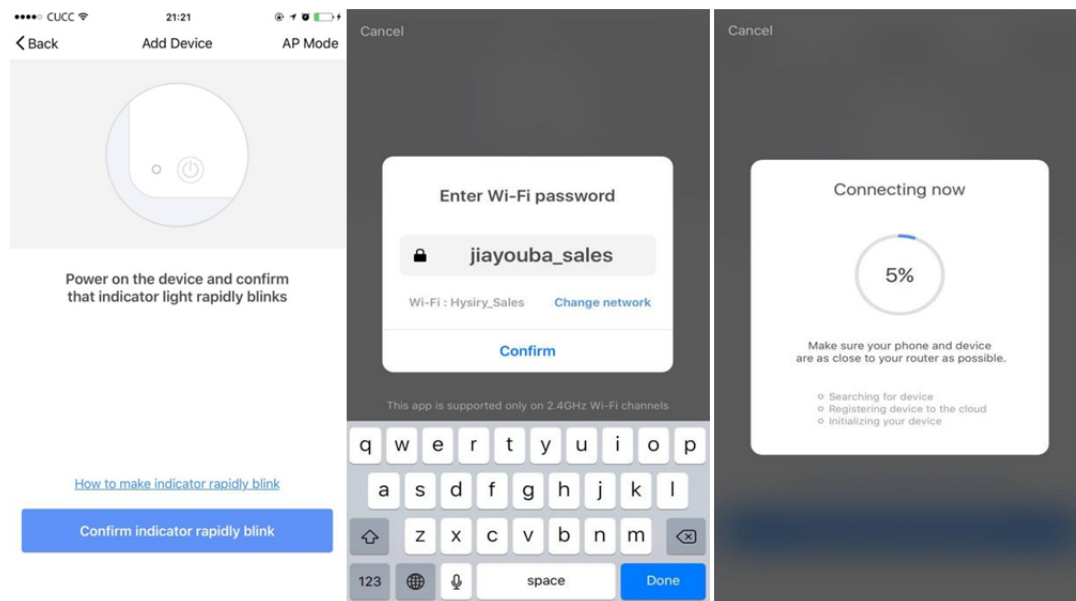 CUCC 21:21
Back Add Device AP Mode
Power on the device and confirm
that indicator light rapidly blinks
How to make indicator rapidly blink
Confirm indicator rapidly blink
Cancel
Enter Wi-Fi password
jiayouba_sales
Wi-Fi : Hysiry_Sales Change network
Confirm
This app is supported only on 2.4GHz Wi-Fi channels
q w e r t y u i o p
a s d f g h j k l
z x c v b n m
123 space Done
Cancel
Connecting now
5%
Make sure your phone and device
are as close to your router as possible.
Searching for device
Registering device to the cloud
Initializing your device